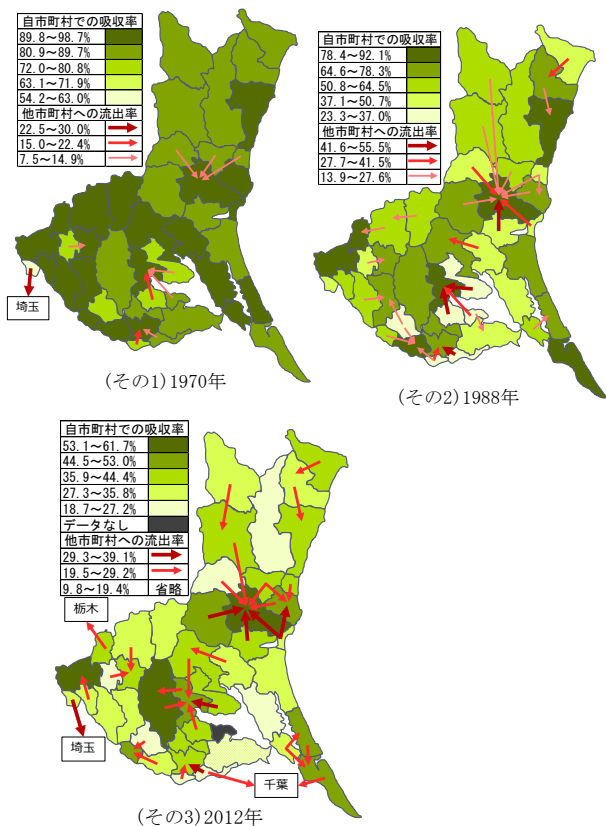 自市町村での吸収率
89.8～98.7%
80.9～89.7%
72.0～80.8%
63.1～71.9%
54.2～63.0%
他市町村への流出率
22.5～30.0%
15.0～22.4%
7.5～14.9%
埼玉
(その1)1970年
自市町村での吸収率
78.4～92.1%
64.6～78.3%
50.8～64.5%
37.1～50.7%
23.3～37.0%
他市町村への流出率
41.6～55.5%
27.7～41.5%
13.9～27.6%
(その2)1988年
自市町村での吸収率
53.1～61.7%
44.5～53.0%
35.9～44.4%
27.3～35.8%
18.7～27.2%
データなし
他市町村への流出率
29.3～39.1%
19.5～29.2%
9.8～19.4% 省略
栃木
埼玉
千葉
(その3)2012年